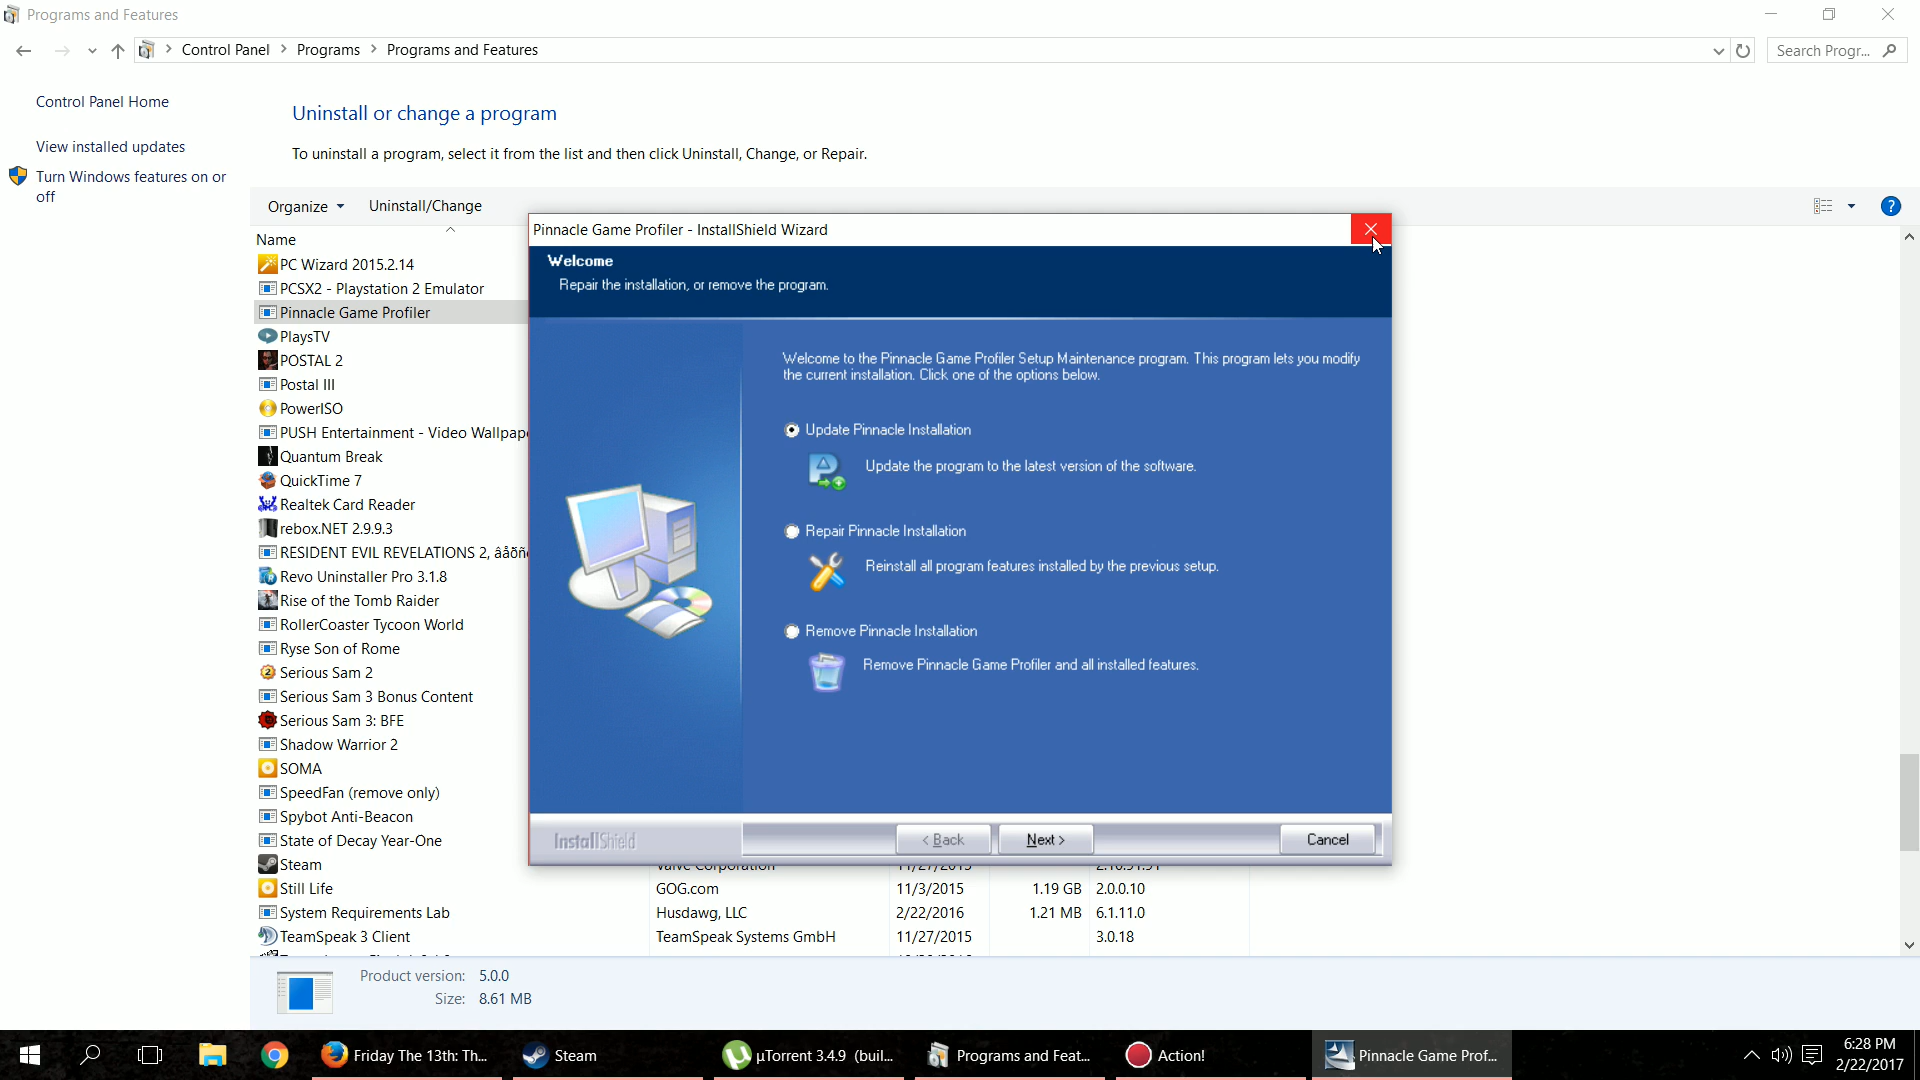 Programs and Features
Control Panel > Programs > Programs and Features
Search Progr...
Control Panel Home
View installed updates
Turn Windows features on or
off
Uninstall or change a program
To uninstall a program, select it from the list and then click Uninstall, Change, or Repair.
Organize
Uninstall/Change
Name
PC Wizard 2015.2.14
PCSX2 - Playstation 2 Emulator
Pinnacle Game Profiler
PlaysTV
POSTAL 2
Postal III
PowerISO
PUSH Entertainment - Video Wallpap
Quantum Break
QuickTime 7
Realtek Card Reader
rebox.NET 2.9.9.3
RESIDENT EVIL REVELATIONS 2, âåðñ
Revo Uninstaller Pro 3.1.8
Rise of the Tomb Raider
RollerCoaster Tycoon World
Ryse Son of Rome
Serious Sam 2
Serious Sam 3 Bonus Content
Serious Sam 3: BFE
Shadow Warrior 2
SOMA
SpeedFan (remove only)
Spybot Anti-Beacon
State of Decay Year-One
Steam
Still Life GOG.com 11/3/2015 1.19 GB 2.0.0.10
System Requirements Lab Husdawg, LLC 2/22/2016 1.21 MB 6.1.11.0
TeamSpeak 3 Client TeamSpeak Systems GmbH 11/27/2015 3.0.18
Pinnacle Game Profiler - InstallShield Wizard
Welcome
Repair the installation, or remove the program.
Welcome to the Pinnacle Game Profiler Setup Maintenance program. This program lets you modify
the current installation. Click one of the options below.
Update Pinnacle Installation
Update the program to the latest version of the software.
Repair Pinnacle Installation
Reinstall all program features installed by the previous setup.
Remove Pinnacle Installation
Remove Pinnacle Game Profiler and all installed features.
InstallShield
< Back
Next >
Cancel
Product version: 5.0.0
Size: 8.61 MB
Friday The 13th: Th...
Steam
µTorrent 3.4.9 (buil...
Programs and Feat...
Action!
Pinnacle Game Prof...
6:28 PM
2/22/2017